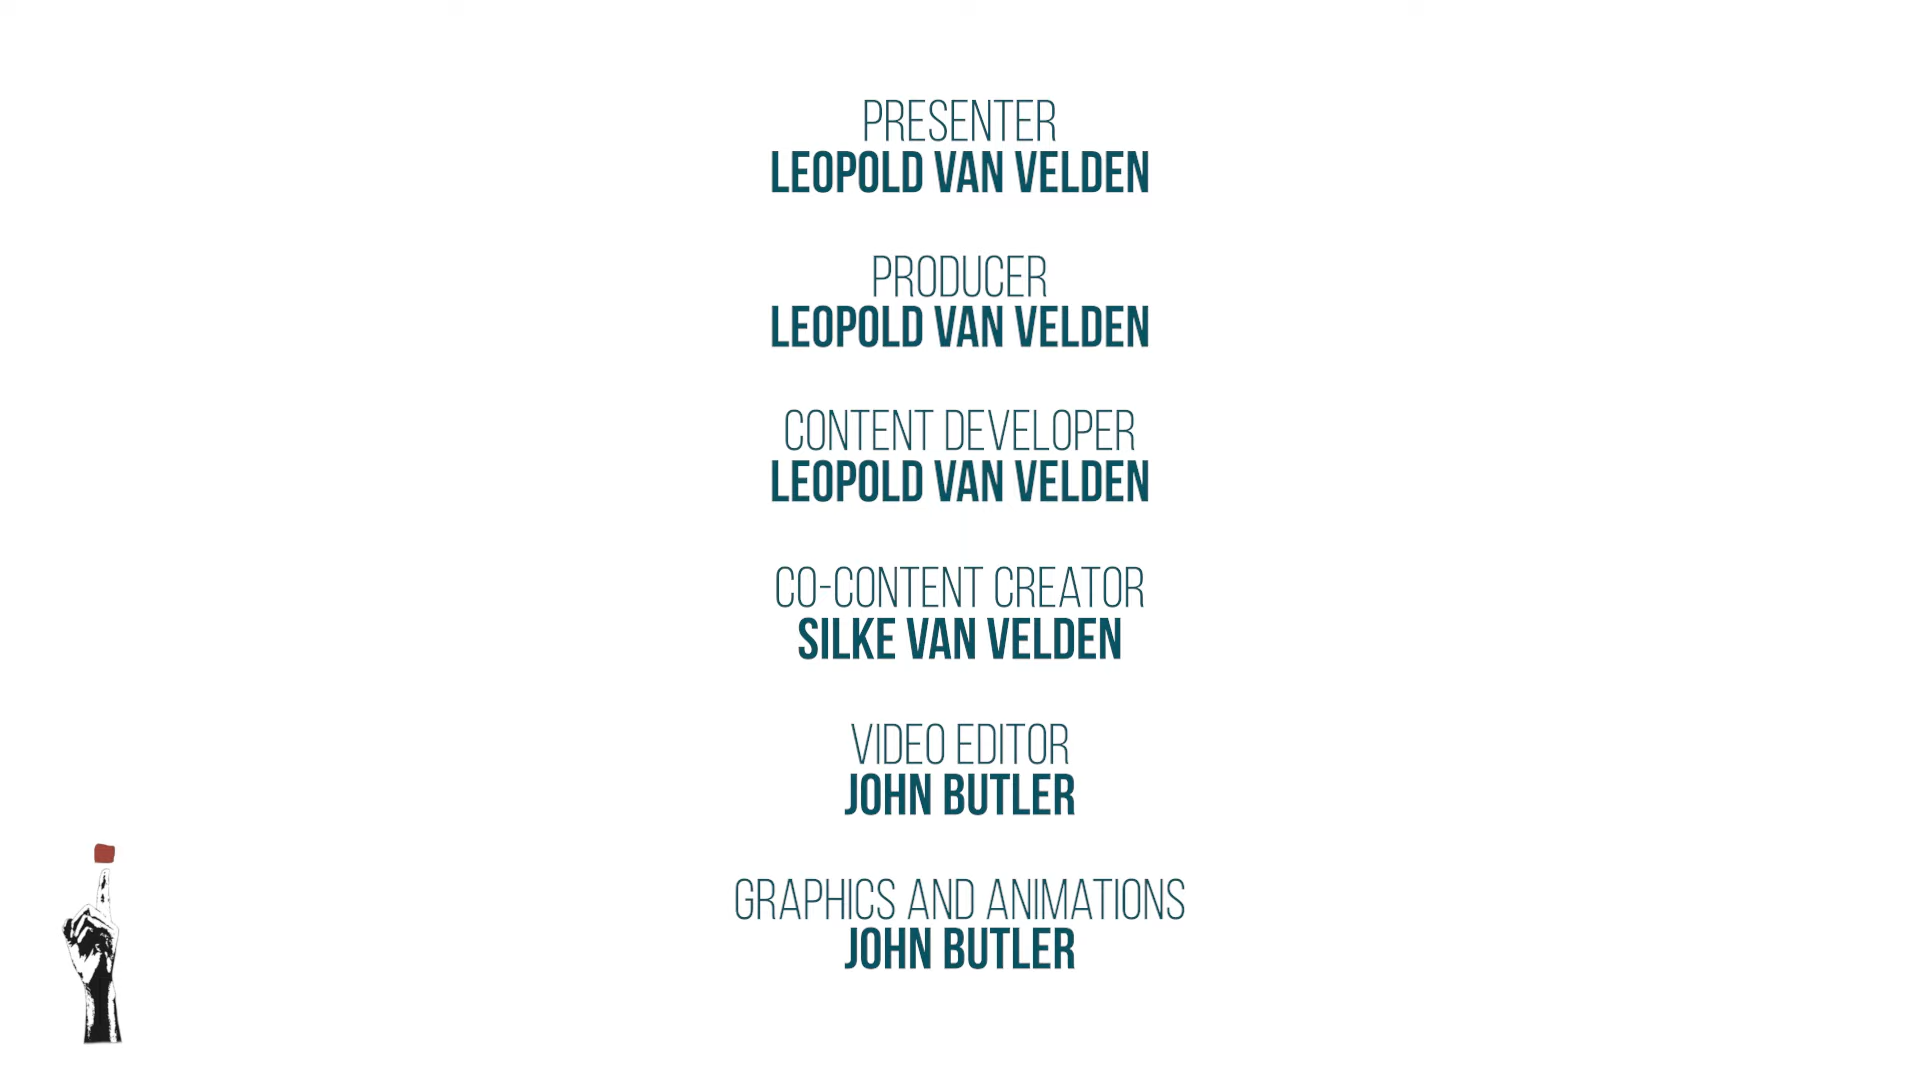 PRESENTER
LEOPOLD VAN VELDEN
PRODUCER
LEOPOLD VAN VELDEN
CONTENT DEVELOPER
LEOPOLD VAN VELDEN
CO-CONTENT CREATOR
SILKE VAN VELDEN
VIDEO EDITOR
JOHN BUTLER
GRAPHICS AND ANIMATIONS
JOHN BUTLER